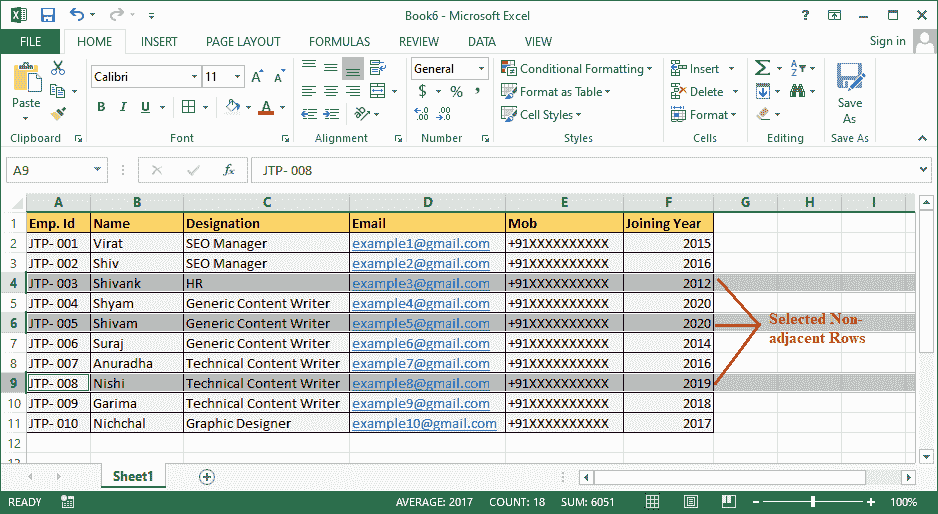 Book6 - Microsoft Excel
?
FILE HOME INSERT PAGE LAYOUT FORMULAS REVIEW DATA VIEW Sign in
Calibri 11 A A General Conditional Formatting Insert Σ A Z
Paste B I U A $ % , Format as Table Delete Save
Cell Styles Format As
Clipboard Font Alignment Number Styles Cells Editing Save As
A9 fx JTP- 008
A B C D E F G H I
1 Emp. Id Name Designation Email Mob Joining Year
2 JTP- 001 Virat SEO Manager example1@gmail.com +91XXXXXXXXXX 2015
3 JTP- 002 Shiv SEO Manager example2@gmail.com +91XXXXXXXXXX 2016
4 JTP- 003 Shivank HR example3@gmail.com +91XXXXXXXXXX 2012
5 JTP- 004 Shyam Generic Content Writer example4@gmail.com +91XXXXXXXXXX 2020
6 JTP- 005 Shivam Generic Content Writer example5@gmail.com +91XXXXXXXXXX 2020
7 JTP- 006 Suraj Generic Content Writer example6@gmail.com +91XXXXXXXXXX 2014
8 JTP- 007 Anuradha Technical Content Writer example7@gmail.com +91XXXXXXXXXX 2016
9 JTP- 008 Nishi Technical Content Writer example8@gmail.com +91XXXXXXXXXX 2019
10 JTP- 009 Garima Technical Content Writer example9@gmail.com +91XXXXXXXXXX 2018
11 JTP- 010 Nichchal Graphic Designer example10@gmail.com +91XXXXXXXXXX 2017
12
13
Selected Non-
adjacent Rows
Sheet1
READY AVERAGE: 2017 COUNT: 18 SUM: 6051 100%